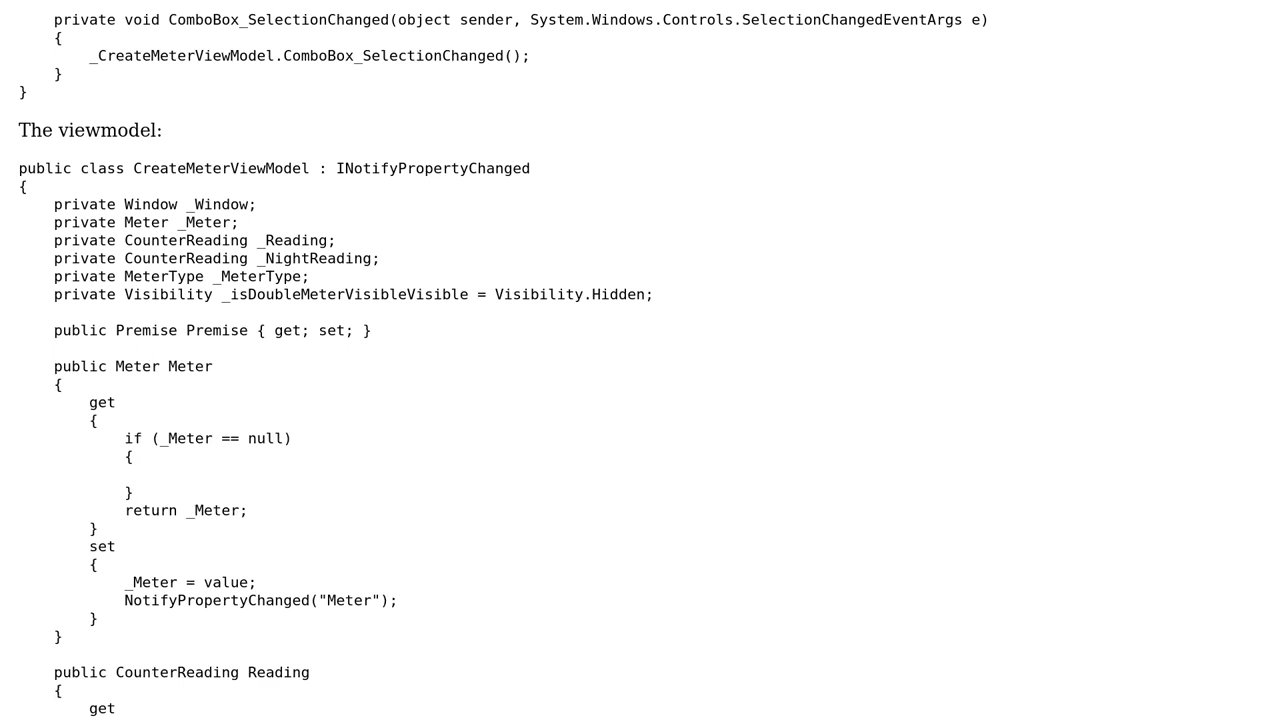 private void ComboBox_SelectionChanged(object sender, System.Windows.Controls.SelectionChangedEventArgs e)
    {
        _CreateMeterViewModel.ComboBox_SelectionChanged();
    }
}
The viewmodel:
public class CreateMeterViewModel : INotifyPropertyChanged
{
    private Window _Window;
    private Meter _Meter;
    private CounterReading _Reading;
    private CounterReading _NightReading;
    private MeterType _MeterType;
    private Visibility _isDoubleMeterVisibleVisible = Visibility.Hidden;

    public Premise Premise { get; set; }

    public Meter Meter
    {
        get
        {
            if (_Meter == null)
            {

            }
            return _Meter;
        }
        set
        {
            _Meter = value;
            NotifyPropertyChanged("Meter");
        }
    }

    public CounterReading Reading
    {
        get